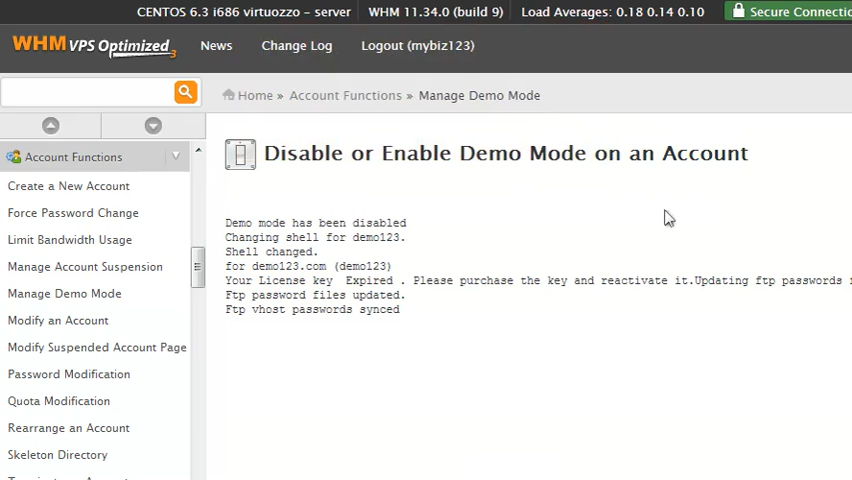 CENTOS 6.3 i686 virtuozzo – server WHM 11.34.0 (build 9) Load Averages: 0.18 0.14 0.10 Secure Connectio
WHM VPS Optimized 3 News Change Log Logout (mybiz123)
Home » Account Functions » Manage Demo Mode
Account Functions
Disable or Enable Demo Mode on an Account
Create a New Account
Force Password Change
Limit Bandwidth Usage
Manage Account Suspension
Manage Demo Mode
Modify an Account
Modify Suspended Account Page
Password Modification
Quota Modification
Rearrange an Account
Skeleton Directory
Demo mode has been disabled
Changing shell for demo123.
Shell changed.
for demo123.com (demo123)
Your License key  Expired . Please purchase the key and reactivate it.Updating ftp passwords
Ftp password files updated.
Ftp vhost passwords synced